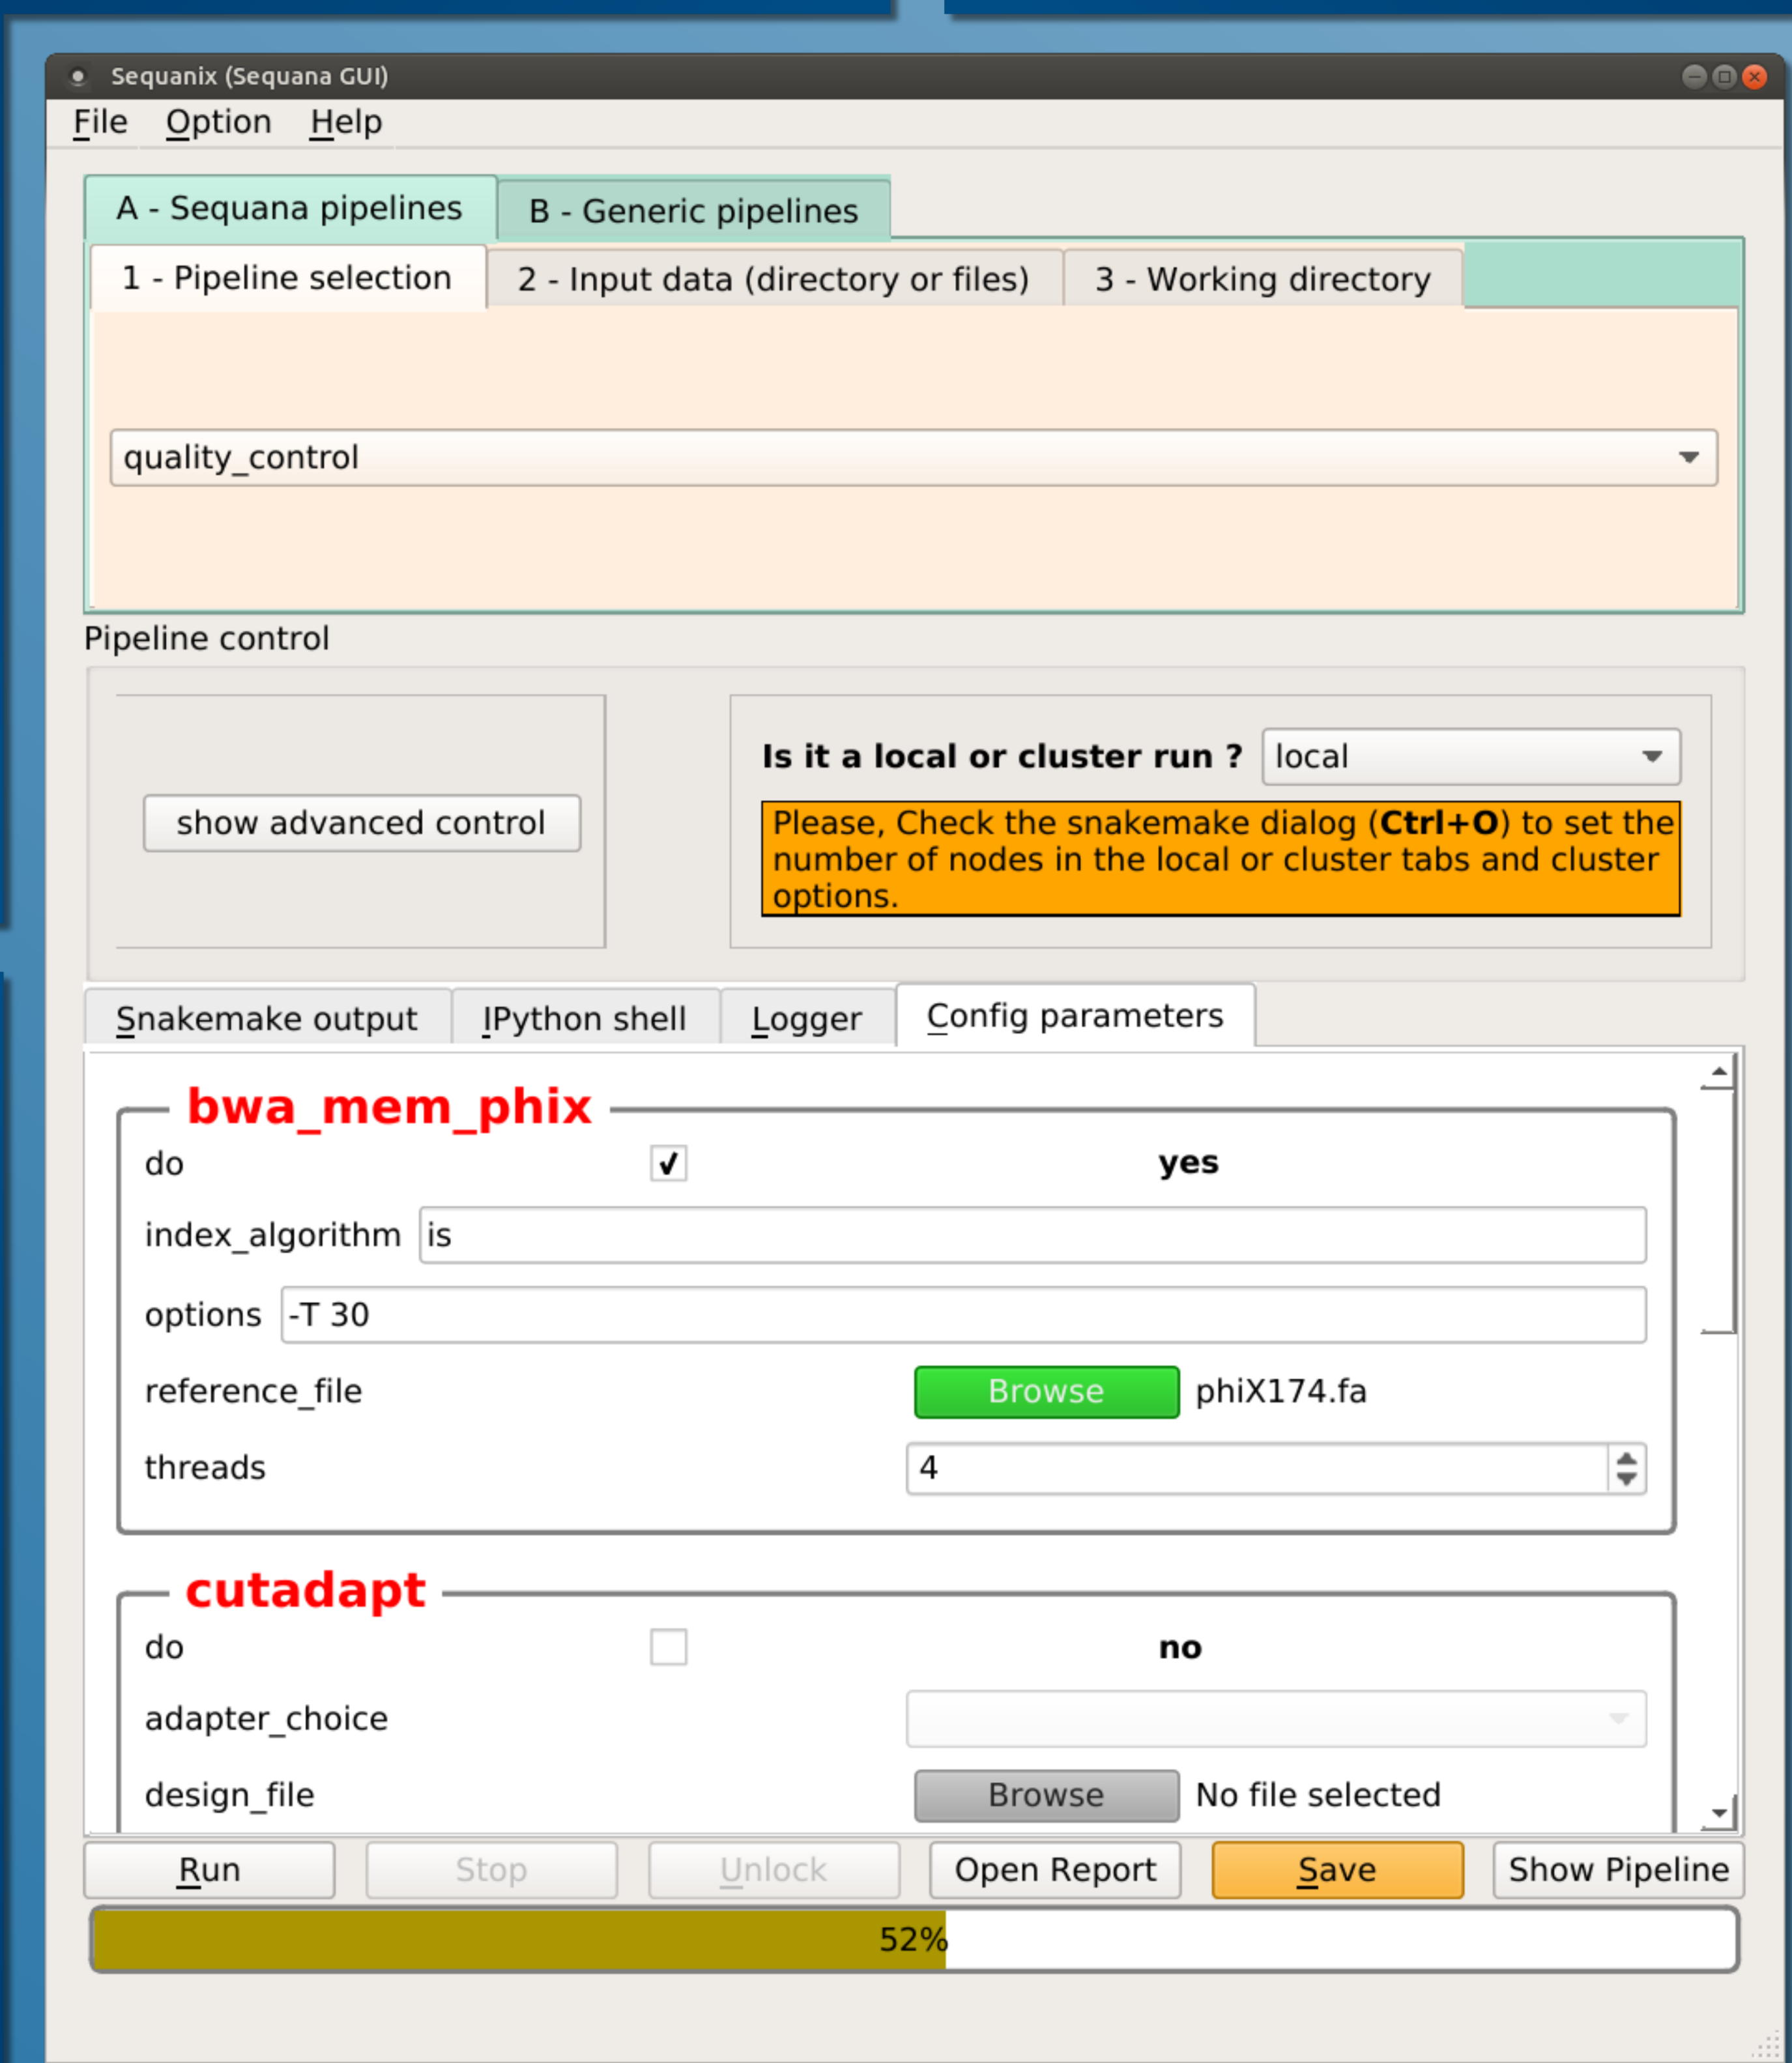 Sequanix (Sequana GUI)
File Option Help
A - Sequana pipelines B - Generic pipelines
1 - Pipeline selection 2 - Input data (directory or files) 3 - Working directory
quality_control
Pipeline control
show advanced control
Is it a local or cluster run ? local
Please, Check the snakemake dialog (Ctrl+O) to set the
number of nodes in the local or cluster tabs and cluster
options.
Snakemake output IPython shell Logger Config parameters
bwa_mem_phix
do yes
index_algorithm is
options -T 30
reference_file Browse phiX174.fa
threads 4
cutadapt
do no
adapter_choice
design_file Browse No file selected
Run Stop Unlock Open Report Save Show Pipeline
52%